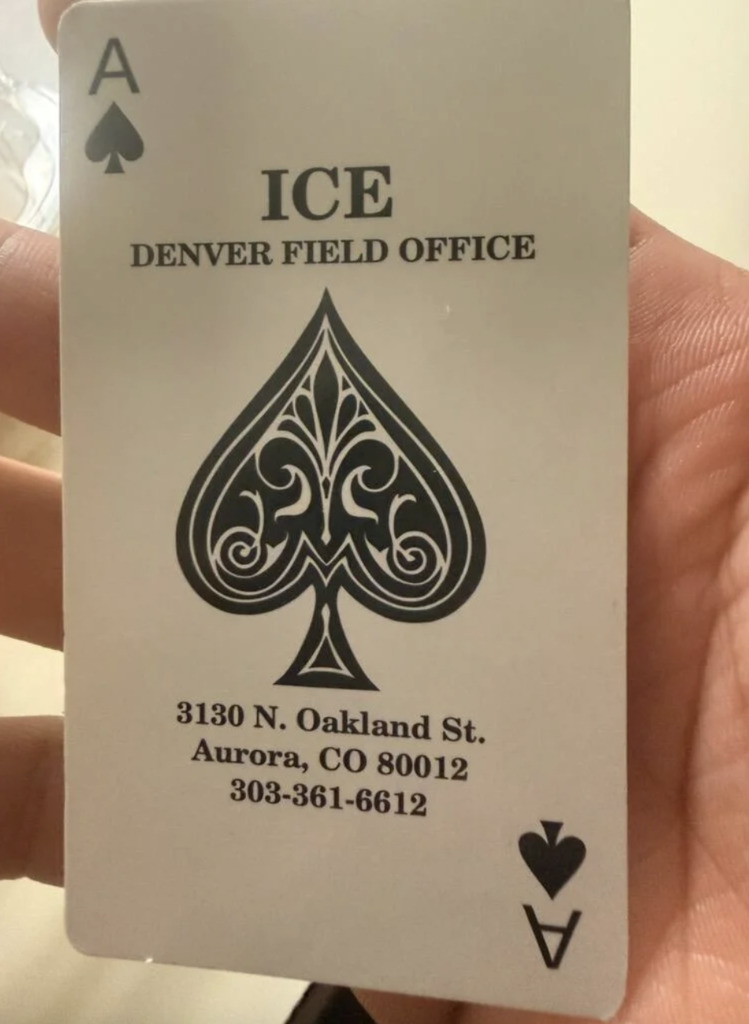 A
ICE
DENVER FIELD OFFICE
3130 N. Oakland St.
Aurora, CO 80012
303-361-6612
A